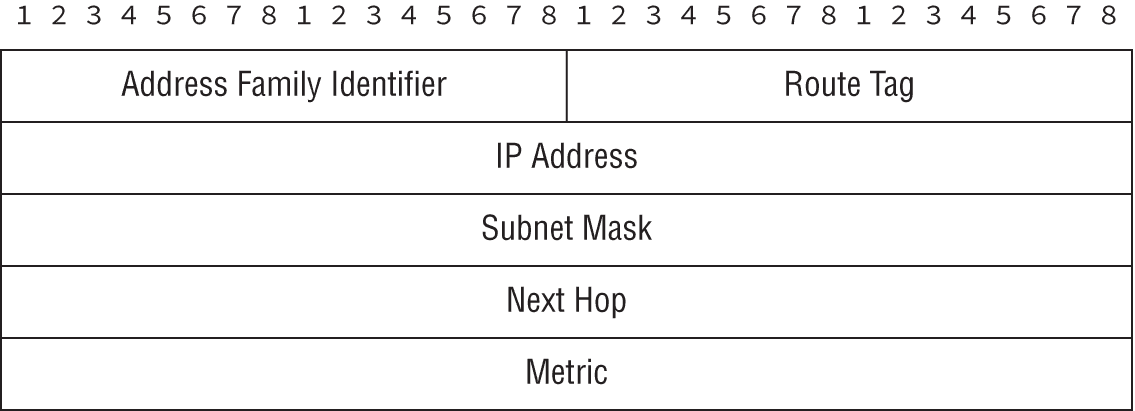 1 2 3 4 5 6 7 8 1 2 3 4 5 6 7 8 1 2 3 4 5 6 7 8 1 2 3 4 5 6 7 8
Address Family Identifier Route Tag
IP Address
Subnet Mask
Next Hop
Metric